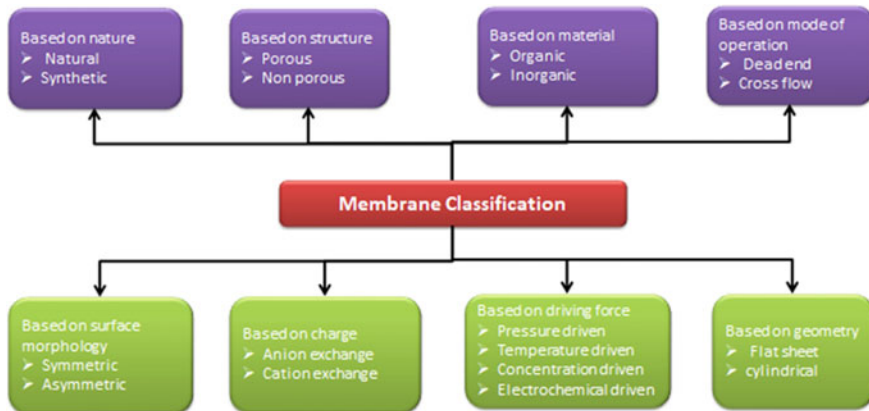 Based on nature
➢ Natural
➢ Synthetic
Based on structure
➢ Porous
➢ Non porous
Based on material
➢ Organic
➢ Inorganic
Based on mode of
operation
➢ Dead end
➢ Cross flow
Membrane Classification
Based on surface
morphology
➢ Symmetric
➢ Asymmetric
Based on charge
➢ Anion exchange
➢ Cation exchange
Based on driving force
➢ Pressure driven
➢ Temperature driven
➢ Concentration driven
➢ Electrochemical driven
Based on geometry
➢ Flat sheet
➢ cylindrical